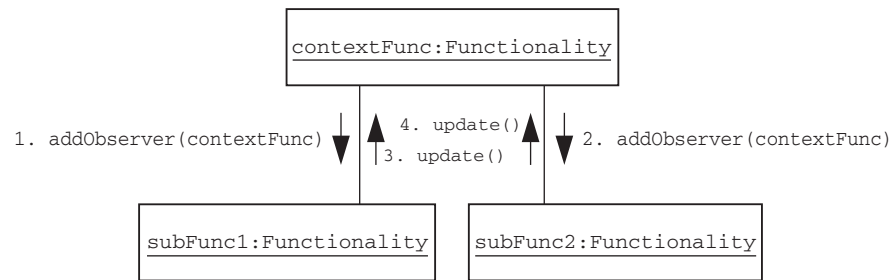 contextFunc:Functionality
1. addObserver(contextFunc)
4. update()
3. update()
2. addObserver(contextFunc)
subFunc1:Functionality
subFunc2:Functionality